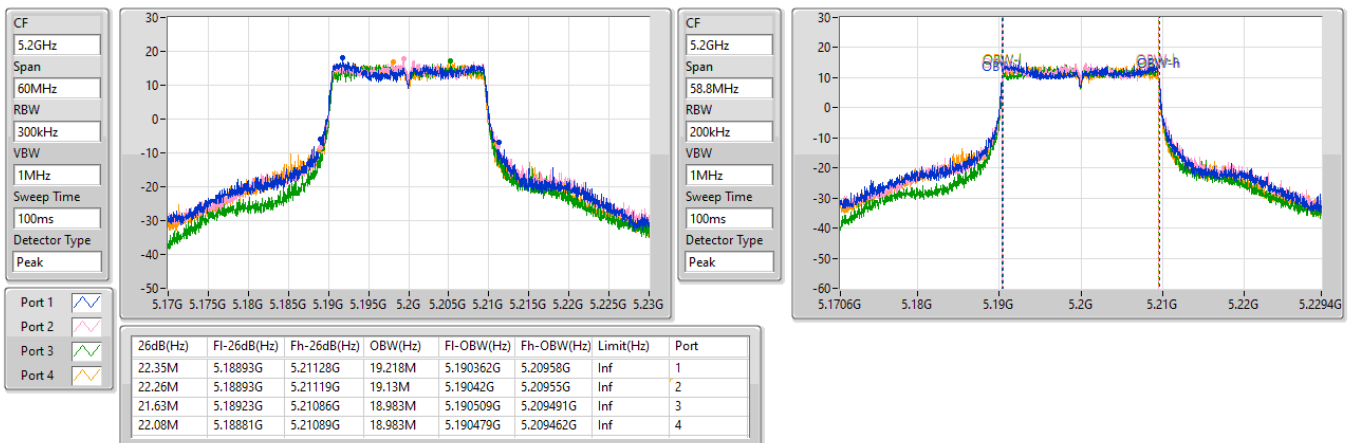 CF
5.2GHz
Span
60MHz
RBW
300kHz
VBW
1MHz
Sweep Time
100ms
Detector Type
Peak
30
20
10
0
-10
-20
-30
-40
-50
5.17G 5.175G 5.18G 5.185G 5.19G 5.195G 5.2G 5.205G 5.21G 5.215G 5.22G 5.225G 5.23G
CF
5.2GHz
Span
58.8MHz
RBW
200kHz
VBW
1MHz
Sweep Time
100ms
Detector Type
Peak
30
20
10
0
-10
-20
-30
-40
-50
-60
OBW-l OBW-h
5.1706G 5.18G 5.19G 5.2G 5.21G 5.22G 5.2294G
Port 1
Port 2
Port 3
Port 4
26dB(Hz) Fl-26dB(Hz) Fh-26dB(Hz) OBW(Hz) Fl-OBW(Hz) Fh-OBW(Hz) Limit(Hz) Port
22.35M 5.18893G 5.21128G 19.218M 5.190362G 5.20958G Inf 1
22.26M 5.18893G 5.21119G 19.13M 5.19042G 5.20955G Inf 2
21.63M 5.18923G 5.21086G 18.983M 5.190509G 5.209491G Inf 3
22.08M 5.18881G 5.21089G 18.983M 5.190479G 5.209462G Inf 4